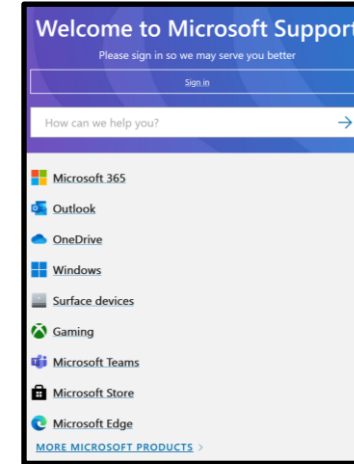 Welcome to Microsoft Support
Please sign in so we may serve you better
Sign in
How can we help you?
Microsoft 365
Outlook
OneDrive
Windows
Surface devices
Gaming
Microsoft Teams
Microsoft Store
Microsoft Edge
MORE MICROSOFT PRODUCTS >